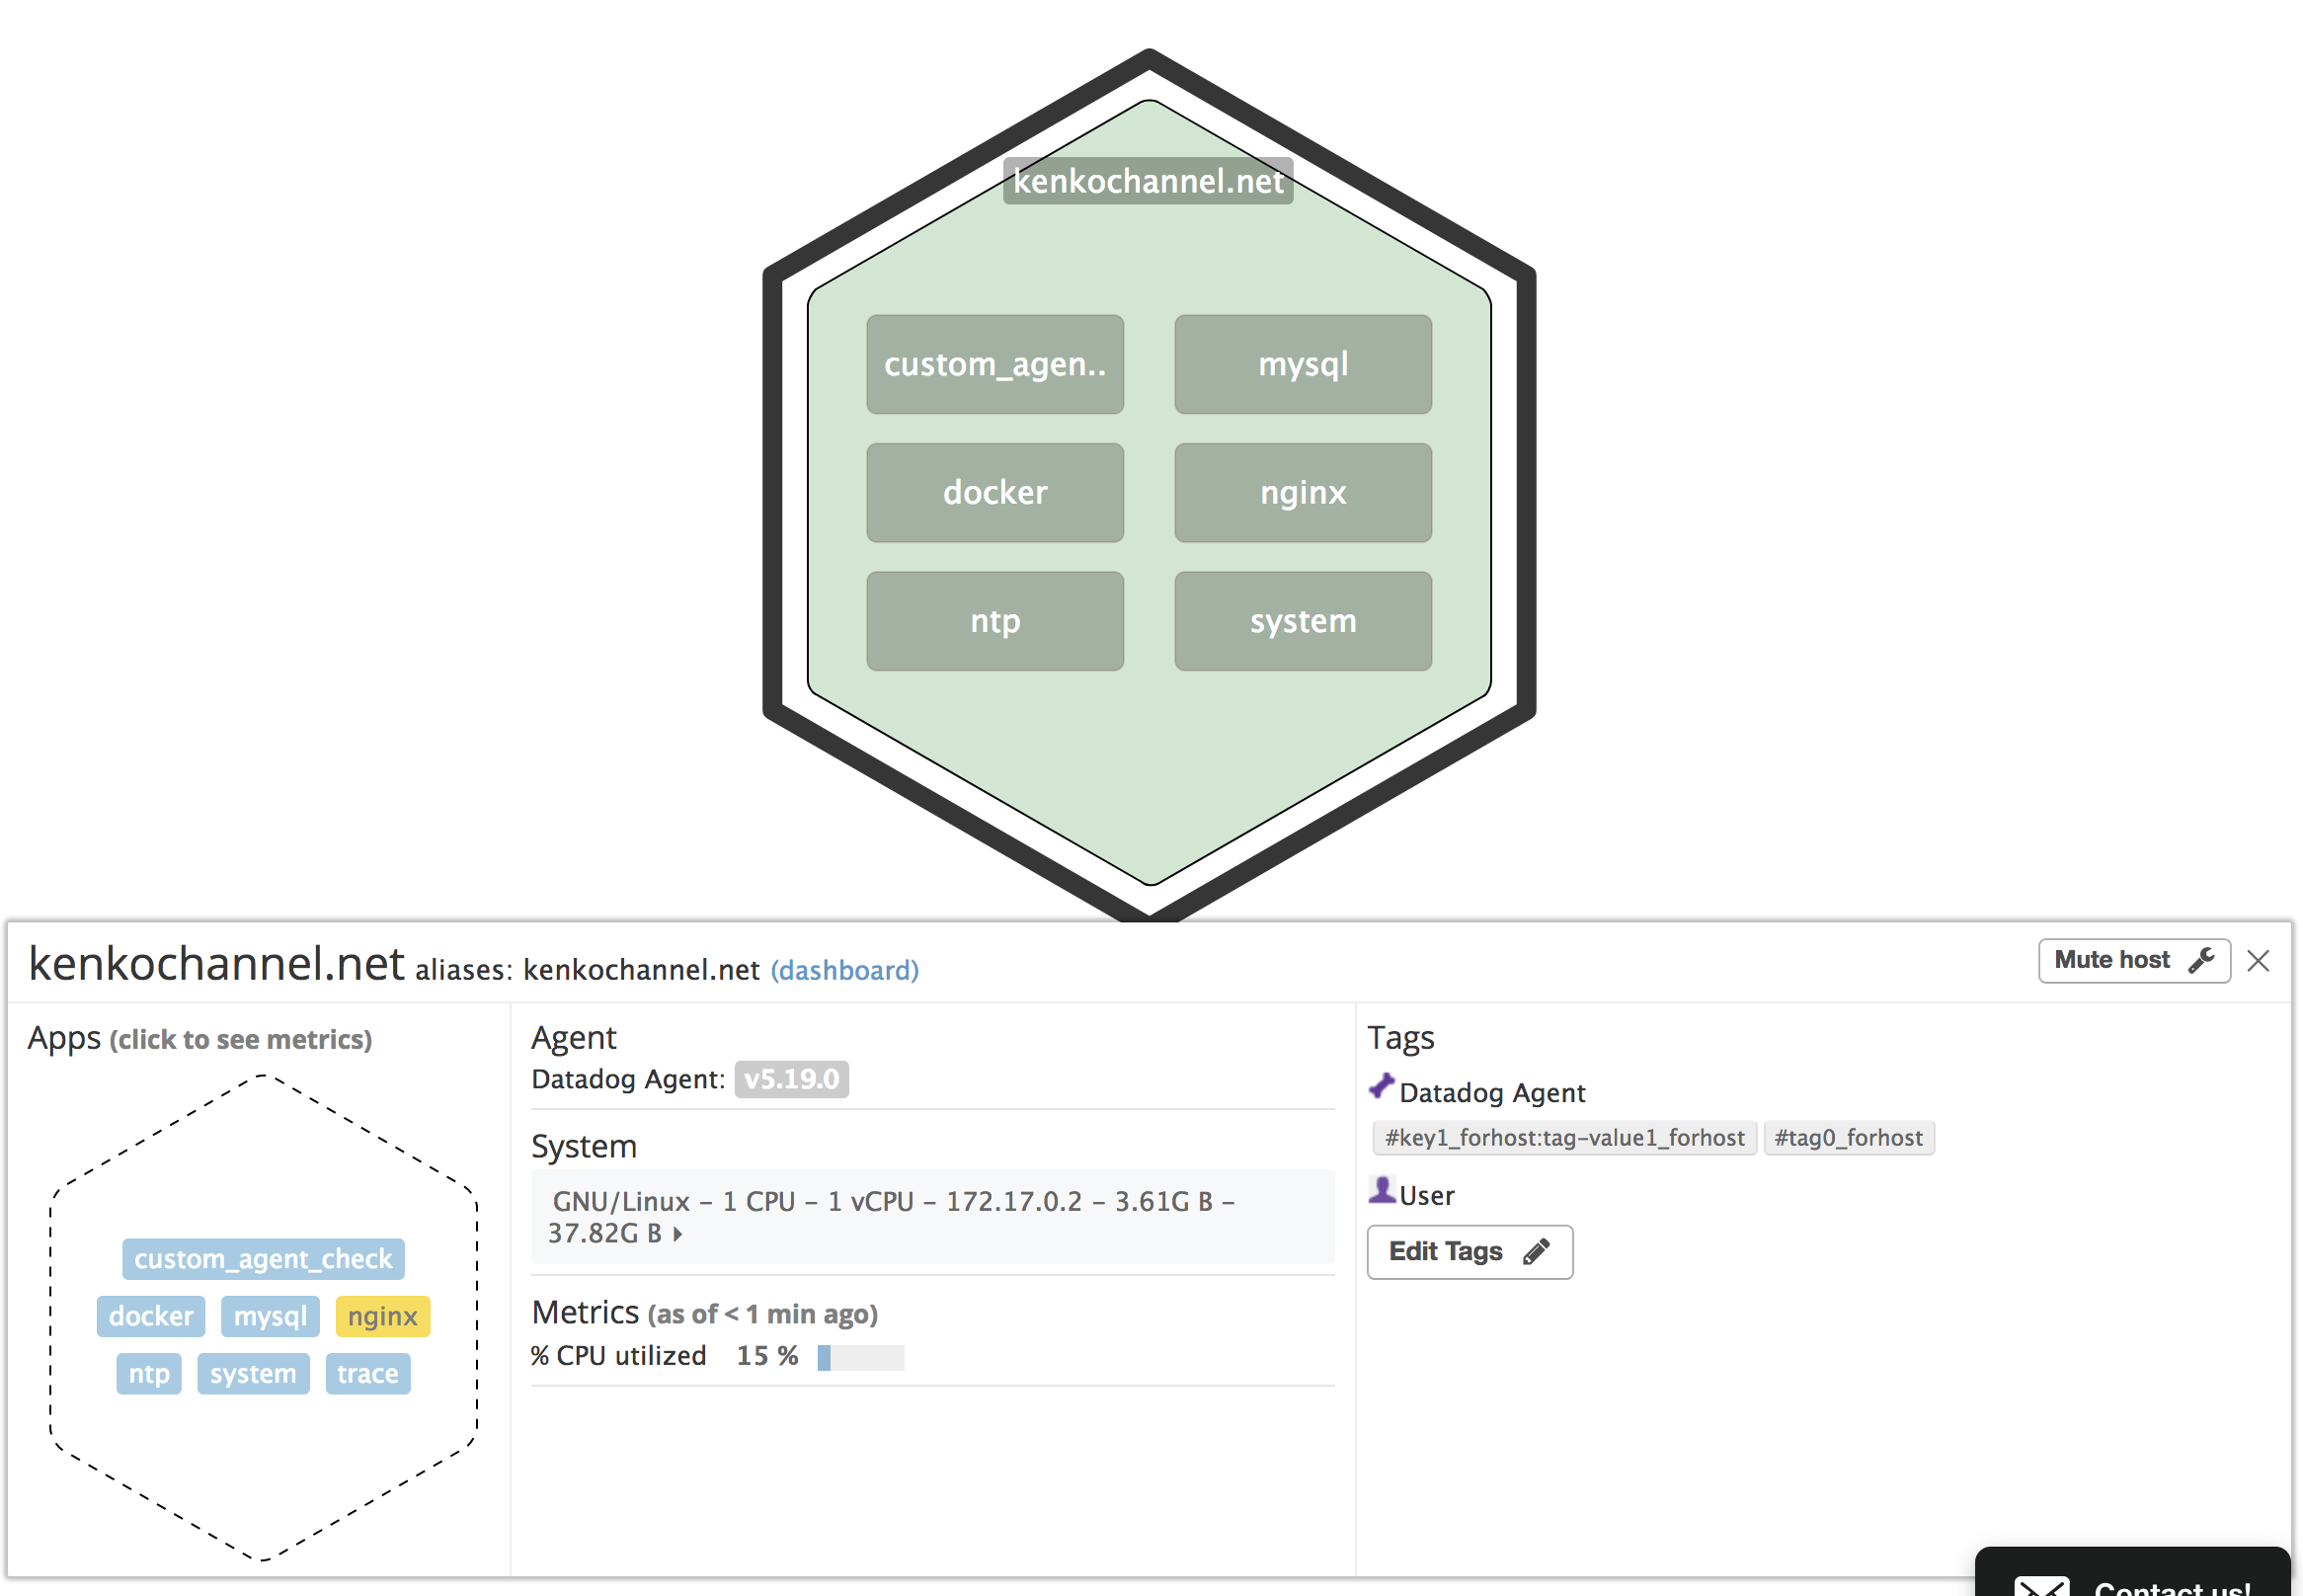 kenkochannel.net
custom_agen.. mysql
docker nginx
ntp system
kenkochannel.net aliases: kenkochannel.net (dashboard)
Mute host
Apps (click to see metrics)
custom_agent_check
docker mysql nginx
ntp system trace
Agent
Datadog Agent: v5.19.0
System
GNU/Linux – 1 CPU – 1 vCPU – 172.17.0.2 – 3.61G B –
37.82G B
Metrics (as of < 1 min ago)
% CPU utilized 15 %
Tags
Datadog Agent
#key1_forhost:tag-value1_forhost #tag0_forhost
User
Edit Tags
Contact us!